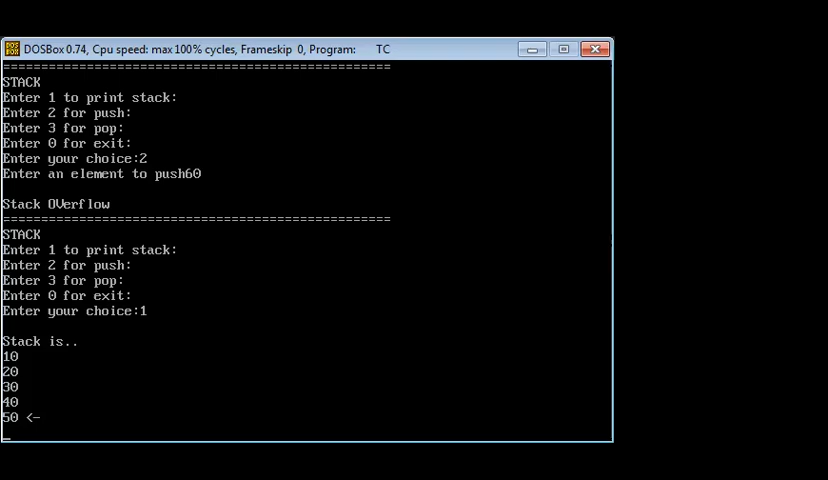 DOSBox 0.74, Cpu speed: max 100% cycles, Frameskip 0, Program: TC
===================================================
STACK
Enter 1 to print stack:
Enter 2 for push:
Enter 3 for pop:
Enter 0 for exit:
Enter your choice:2
Enter an element to push60
Stack OVerflow
===================================================
STACK
Enter 1 to print stack:
Enter 2 for push:
Enter 3 for pop:
Enter 0 for exit:
Enter your choice:1
Stack is..
10
20
30
40
50 <-